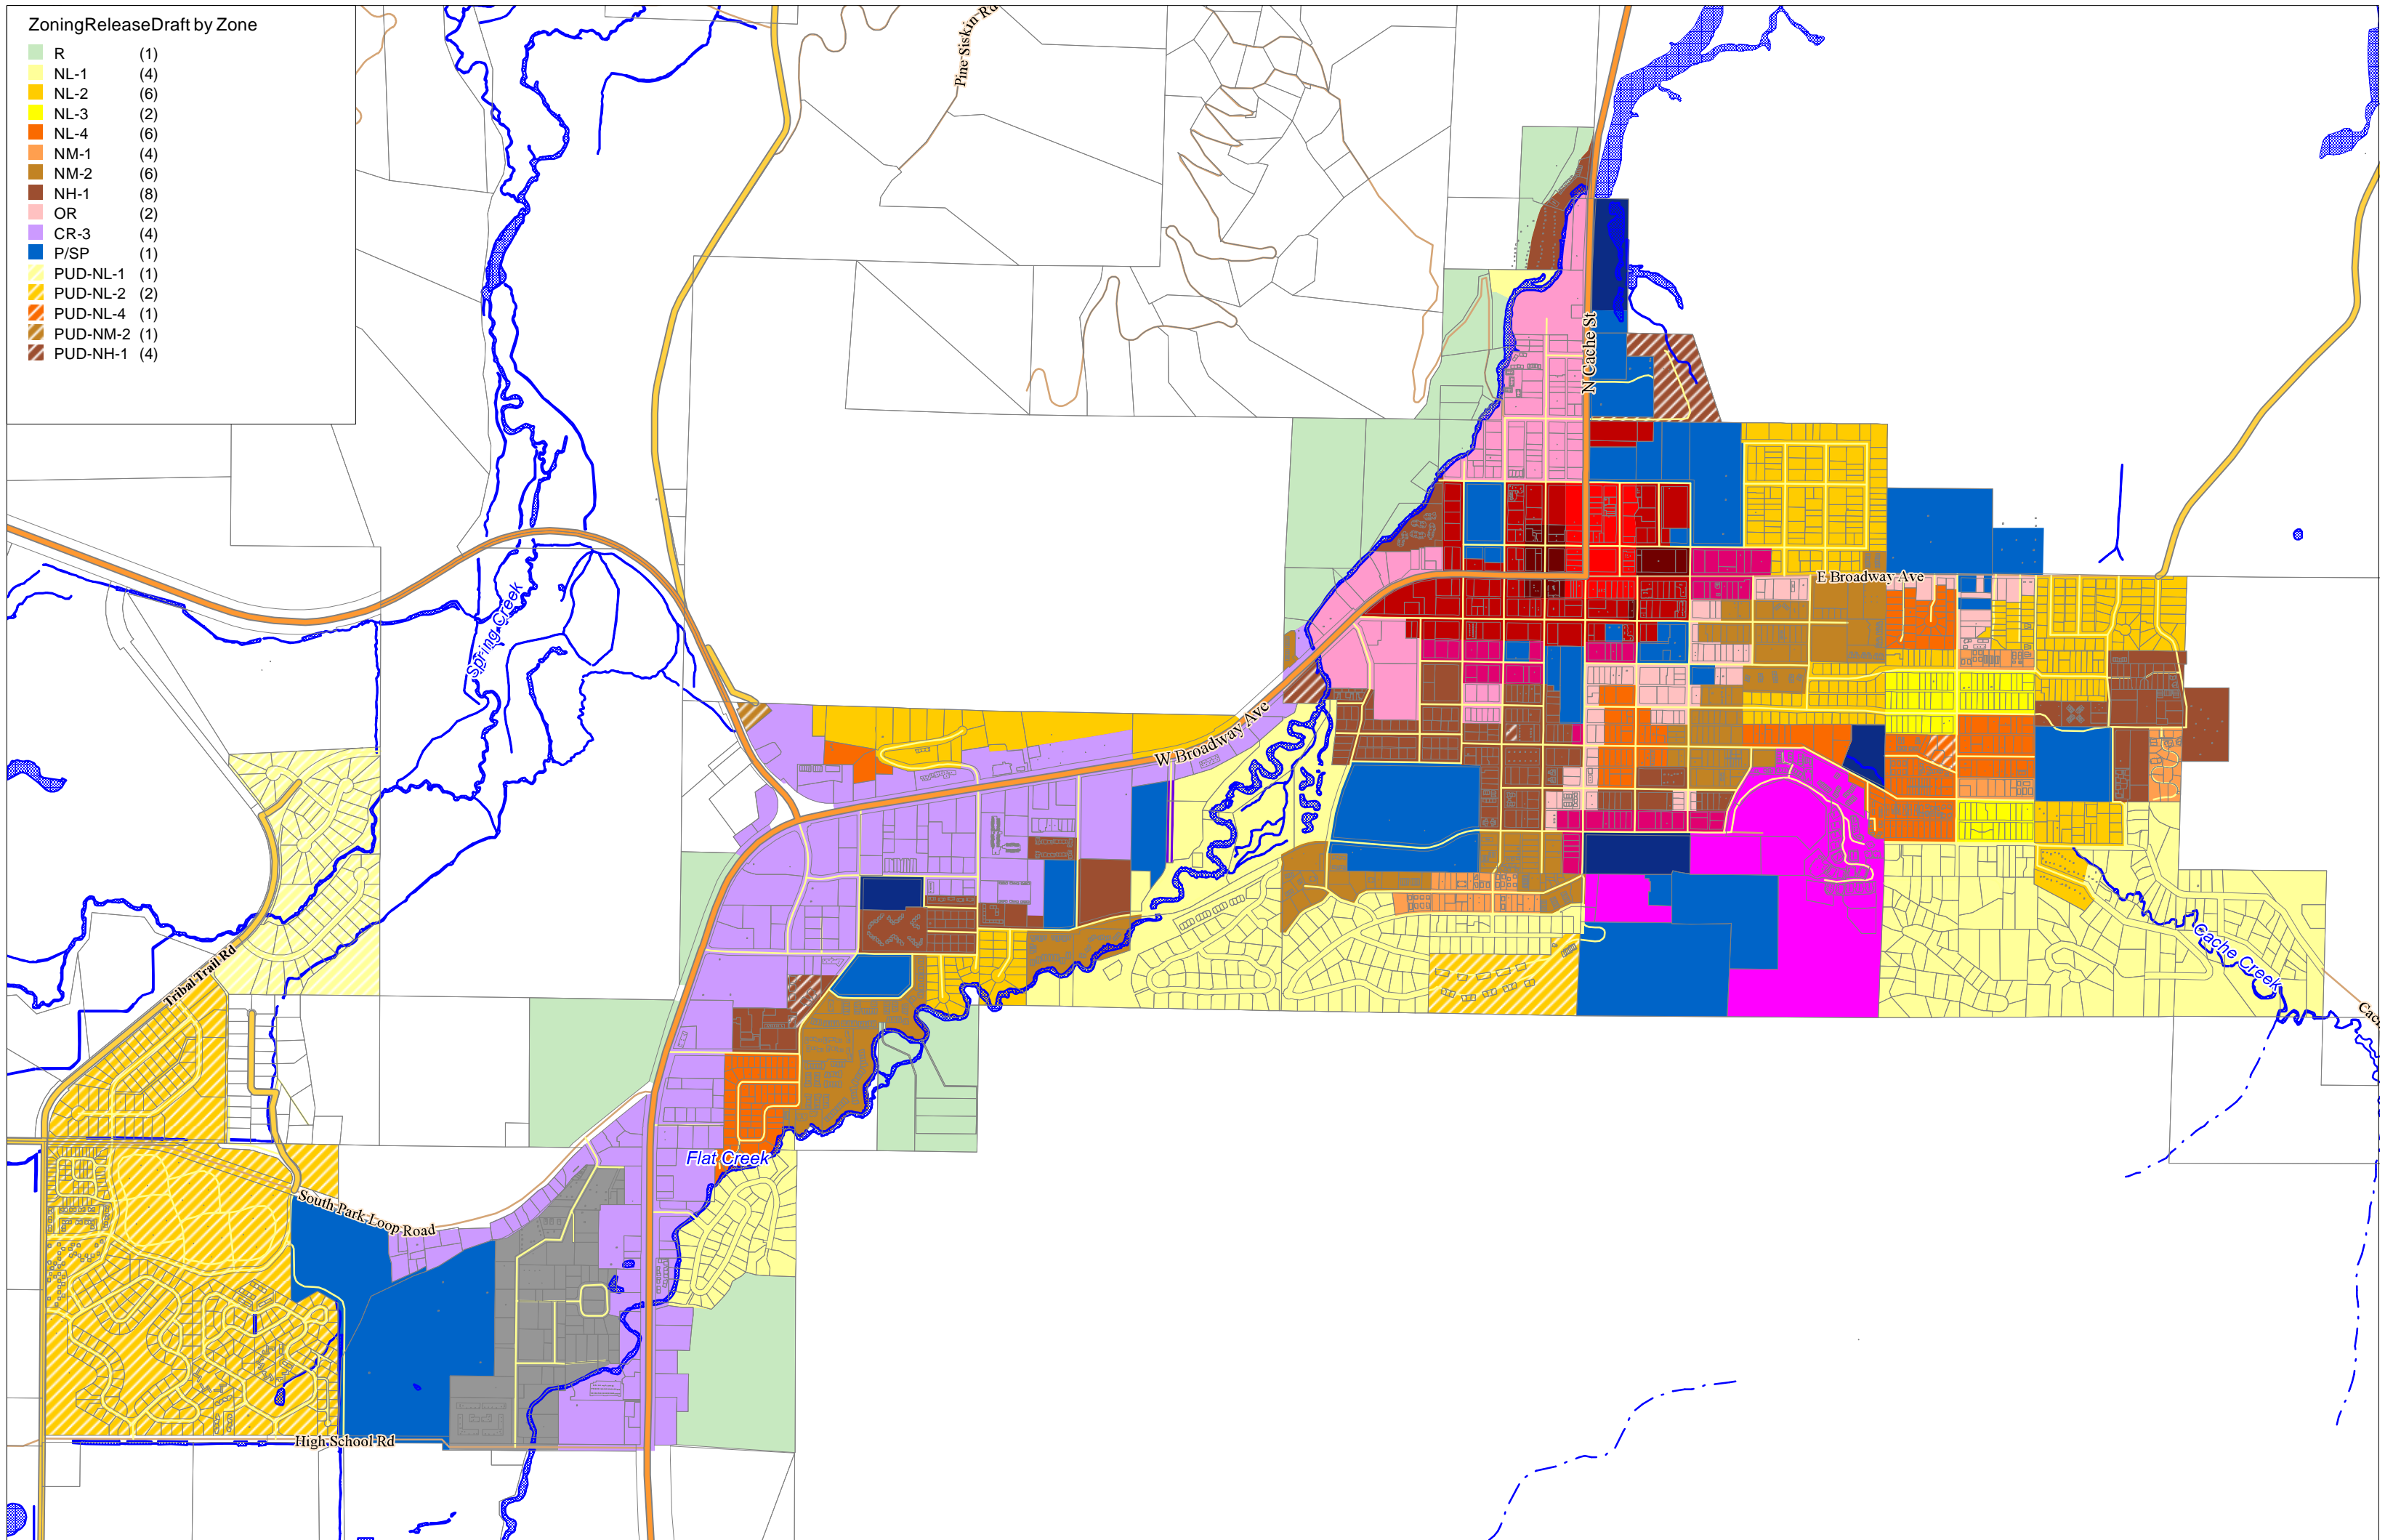 ZoningReleaseDraft by Zone
R (1)
NL-1 (4)
NL-2 (6)
NL-3 (2)
NL-4 (6)
NM-1 (4)
NM-2 (6)
NH-1 (8)
OR (2)
CR-3 (4)
P/SP (1)
PUD-NL-1 (1)
PUD-NL-2 (2)
PUD-NL-4 (1)
PUD-NM-2 (1)
PUD-NH-1 (4)
Pine Siskin Rd
N Cache St
E Broadway Ave
Spring Creek
W Broadway Ave
Tribal Trail Rd
Cache Creek
Cach
Flat Creek
South Park Loop Road
High School Rd